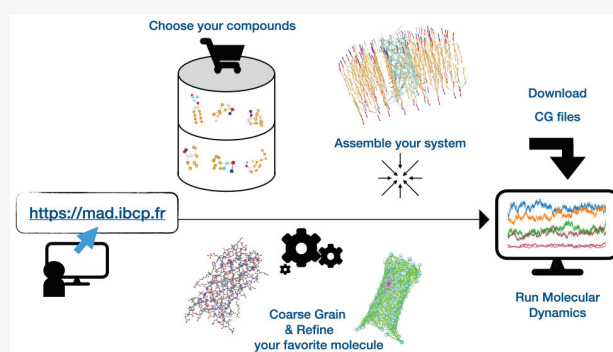 Choose your compounds
Download
CG files
Assemble your system
https://mad.ibcp.fr
Coarse Grain
& Refine
your favorite molecule
Run Molecular
Dynamics